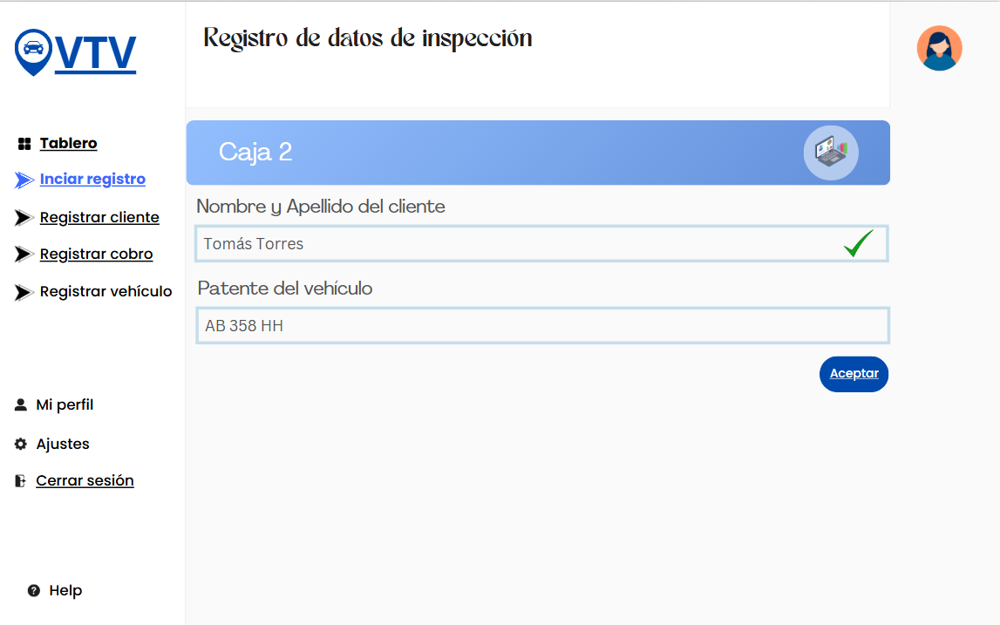 VTV
Registro de datos de inspección
Tablero
Inciar registro
Registrar cliente
Registrar cobro
Registrar vehículo
Mi perfil
Ajustes
Cerrar sesión
Help
Caja 2
Nombre y Apellido del cliente
Tomás Torres
Patente del vehículo
AB 358 HH
Aceptar